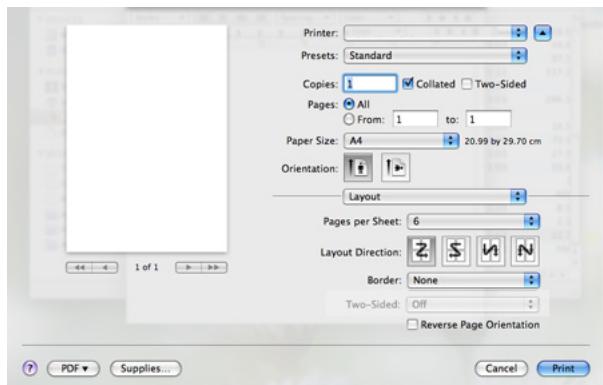 Printer:
Presets: Standard
Copies: 1 Collated Two-Sided
Pages: All
From: 1 to: 1
Paper Size: A4 20.99 by 29.70 cm
Orientation:
Layout
Pages per Sheet: 6
Layout Direction:
Border: None
Two-Sided: Off
Reverse Page Orientation
1 of 1
? PDF▼ Supplies... Cancel Print